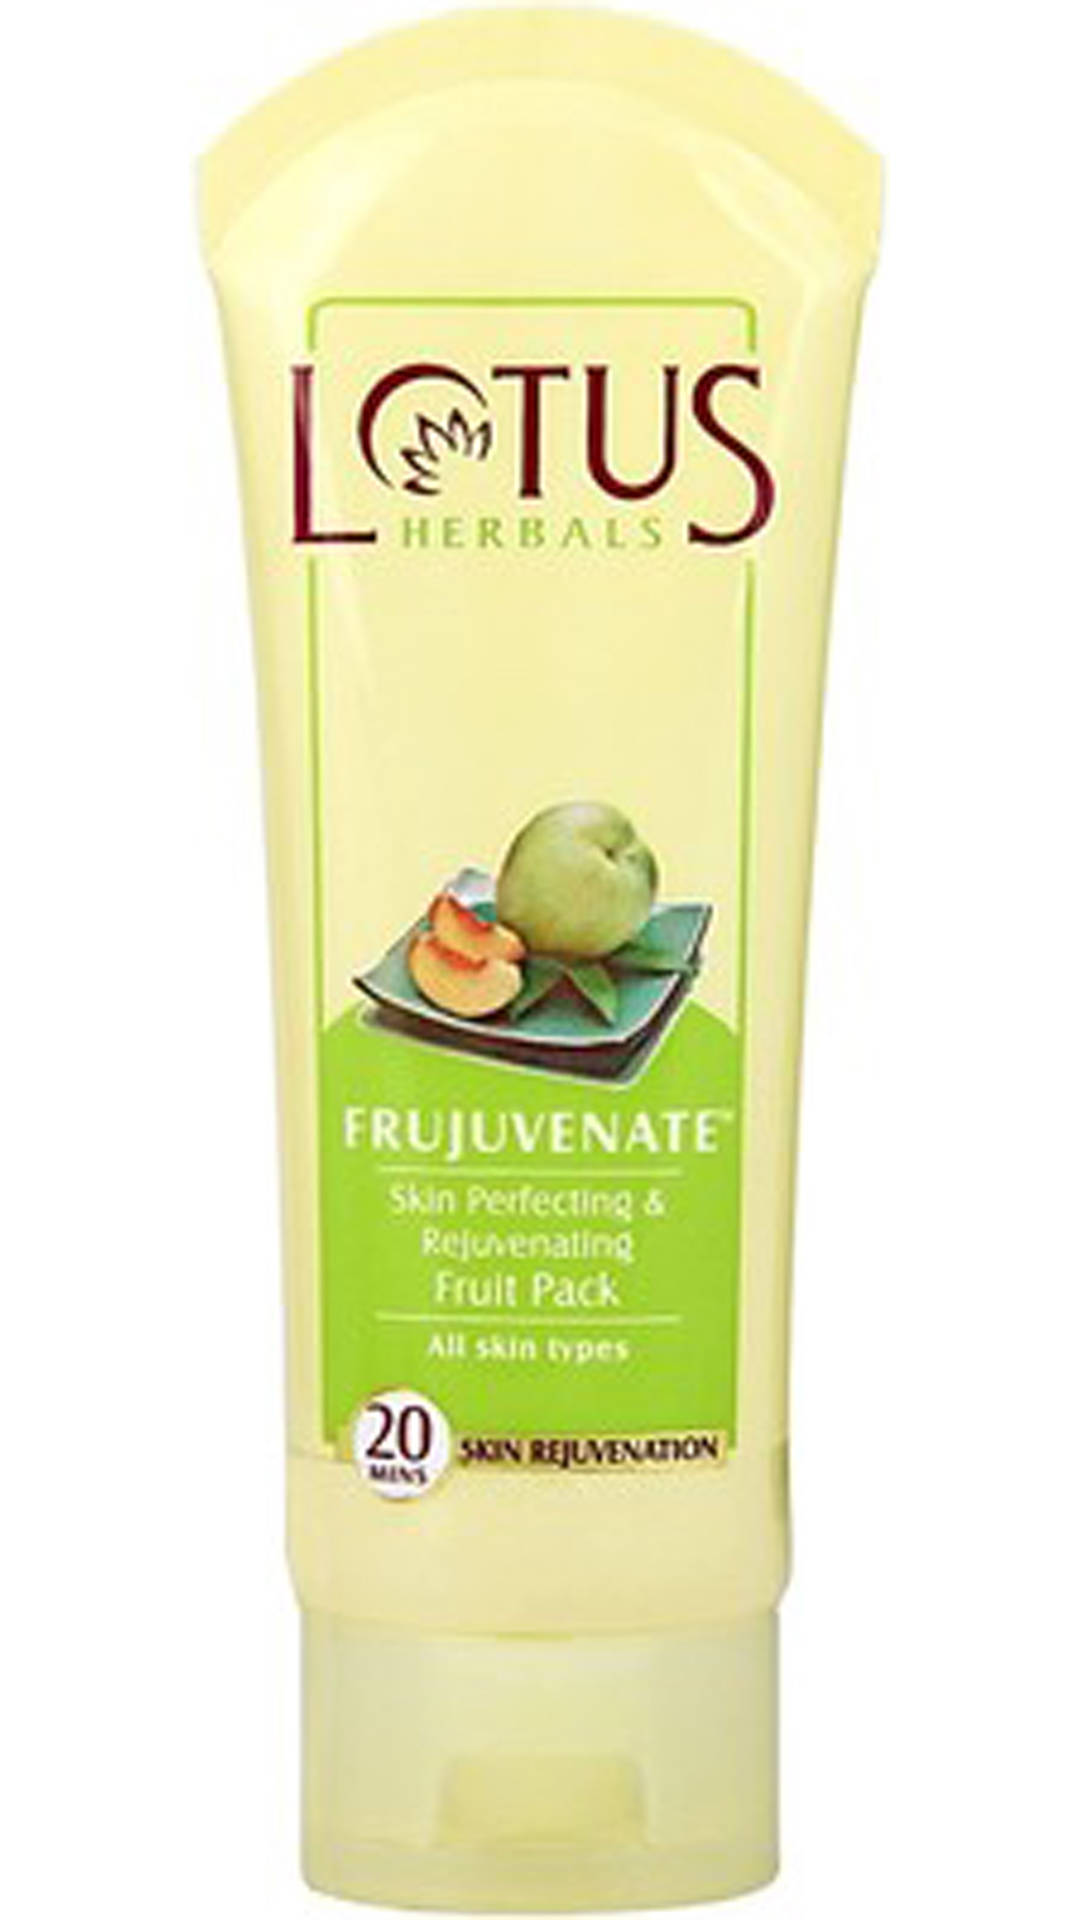 LOTUS
HERBALS
FRUJUVENATE™
Skin Perfecting &
Rejuvenating
Fruit Pack
All skin types
20
MINS
SKIN REJUVENATION